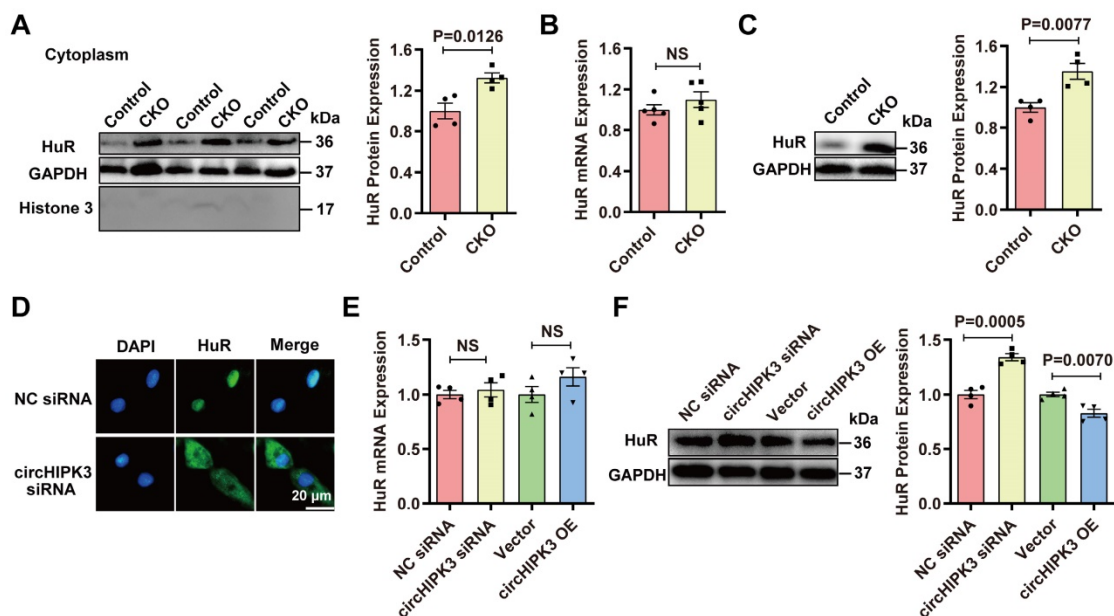 A
Cytoplasm
Control
CKO
Control
CKO
Control
CKO
kDa
HuR
36
GAPDH
37
Histone 3
17
HuR Protein Expression
P=0.0126
1.6
1.2
0.8
0.4
0.0
Control
CKO
B
HuR mRNA Expression
NS
1.6
1.2
0.8
0.4
0.0
Control
CKO
C
Control
CKO
kDa
HuR
36
GAPDH
37
HuR Protein Expression
P=0.0077
1.6
1.2
0.8
0.4
0.0
Control
CKO
D
DAPI
HuR
Merge
NC siRNA
circHIPK3
siRNA
20 μm
E
HuR mRNA Expression
NS
NS
1.5
1.0
0.5
0.0
NC siRNA
circHIPK3 siRNA
Vector
circHIPK3 OE
F
NC siRNA
circHIPK3 siRNA
Vector
circHIPK3 OE
kDa
HuR
36
GAPDH
37
HuR Protein Expression
P=0.0005
P=0.0070
1.5
1.0
0.5
0.0
NC siRNA
circHIPK3 siRNA
Vector
circHIPK3 OE